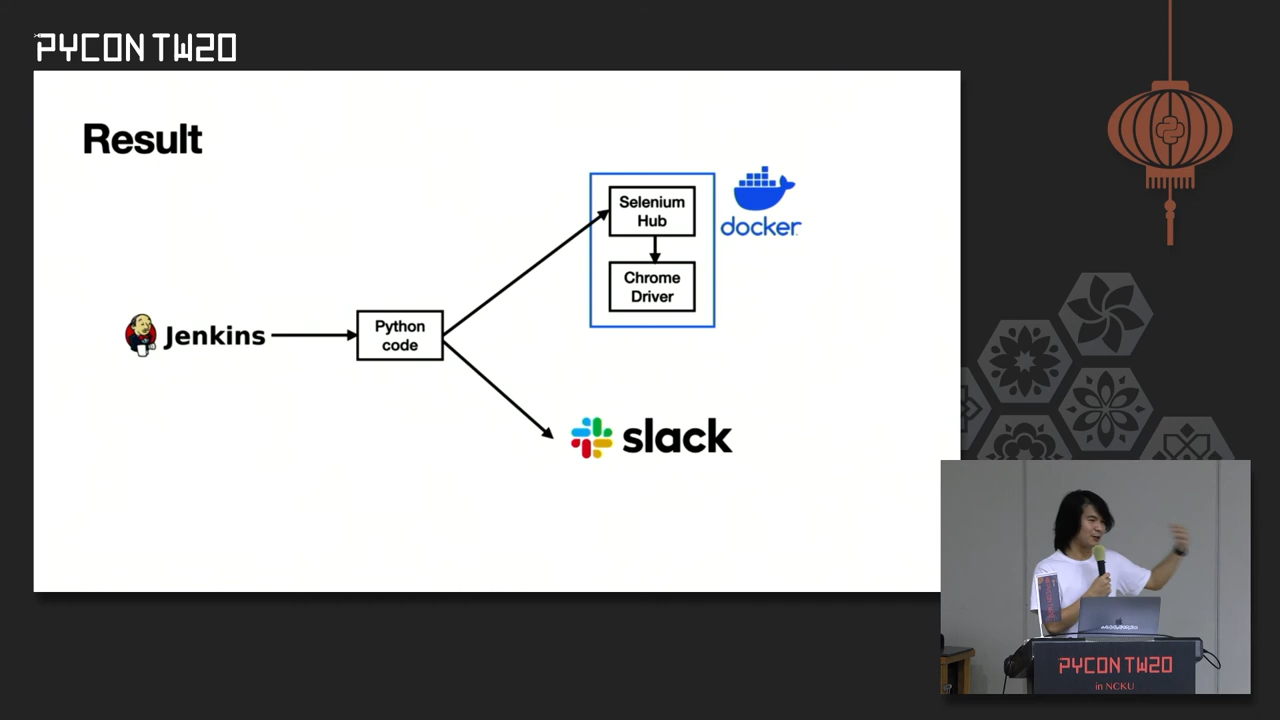 PYCON TW20
Result
Selenium
Hub
docker
Chrome
Driver
Jenkins
Python
code
slack
PYCON TW20
in NCKU